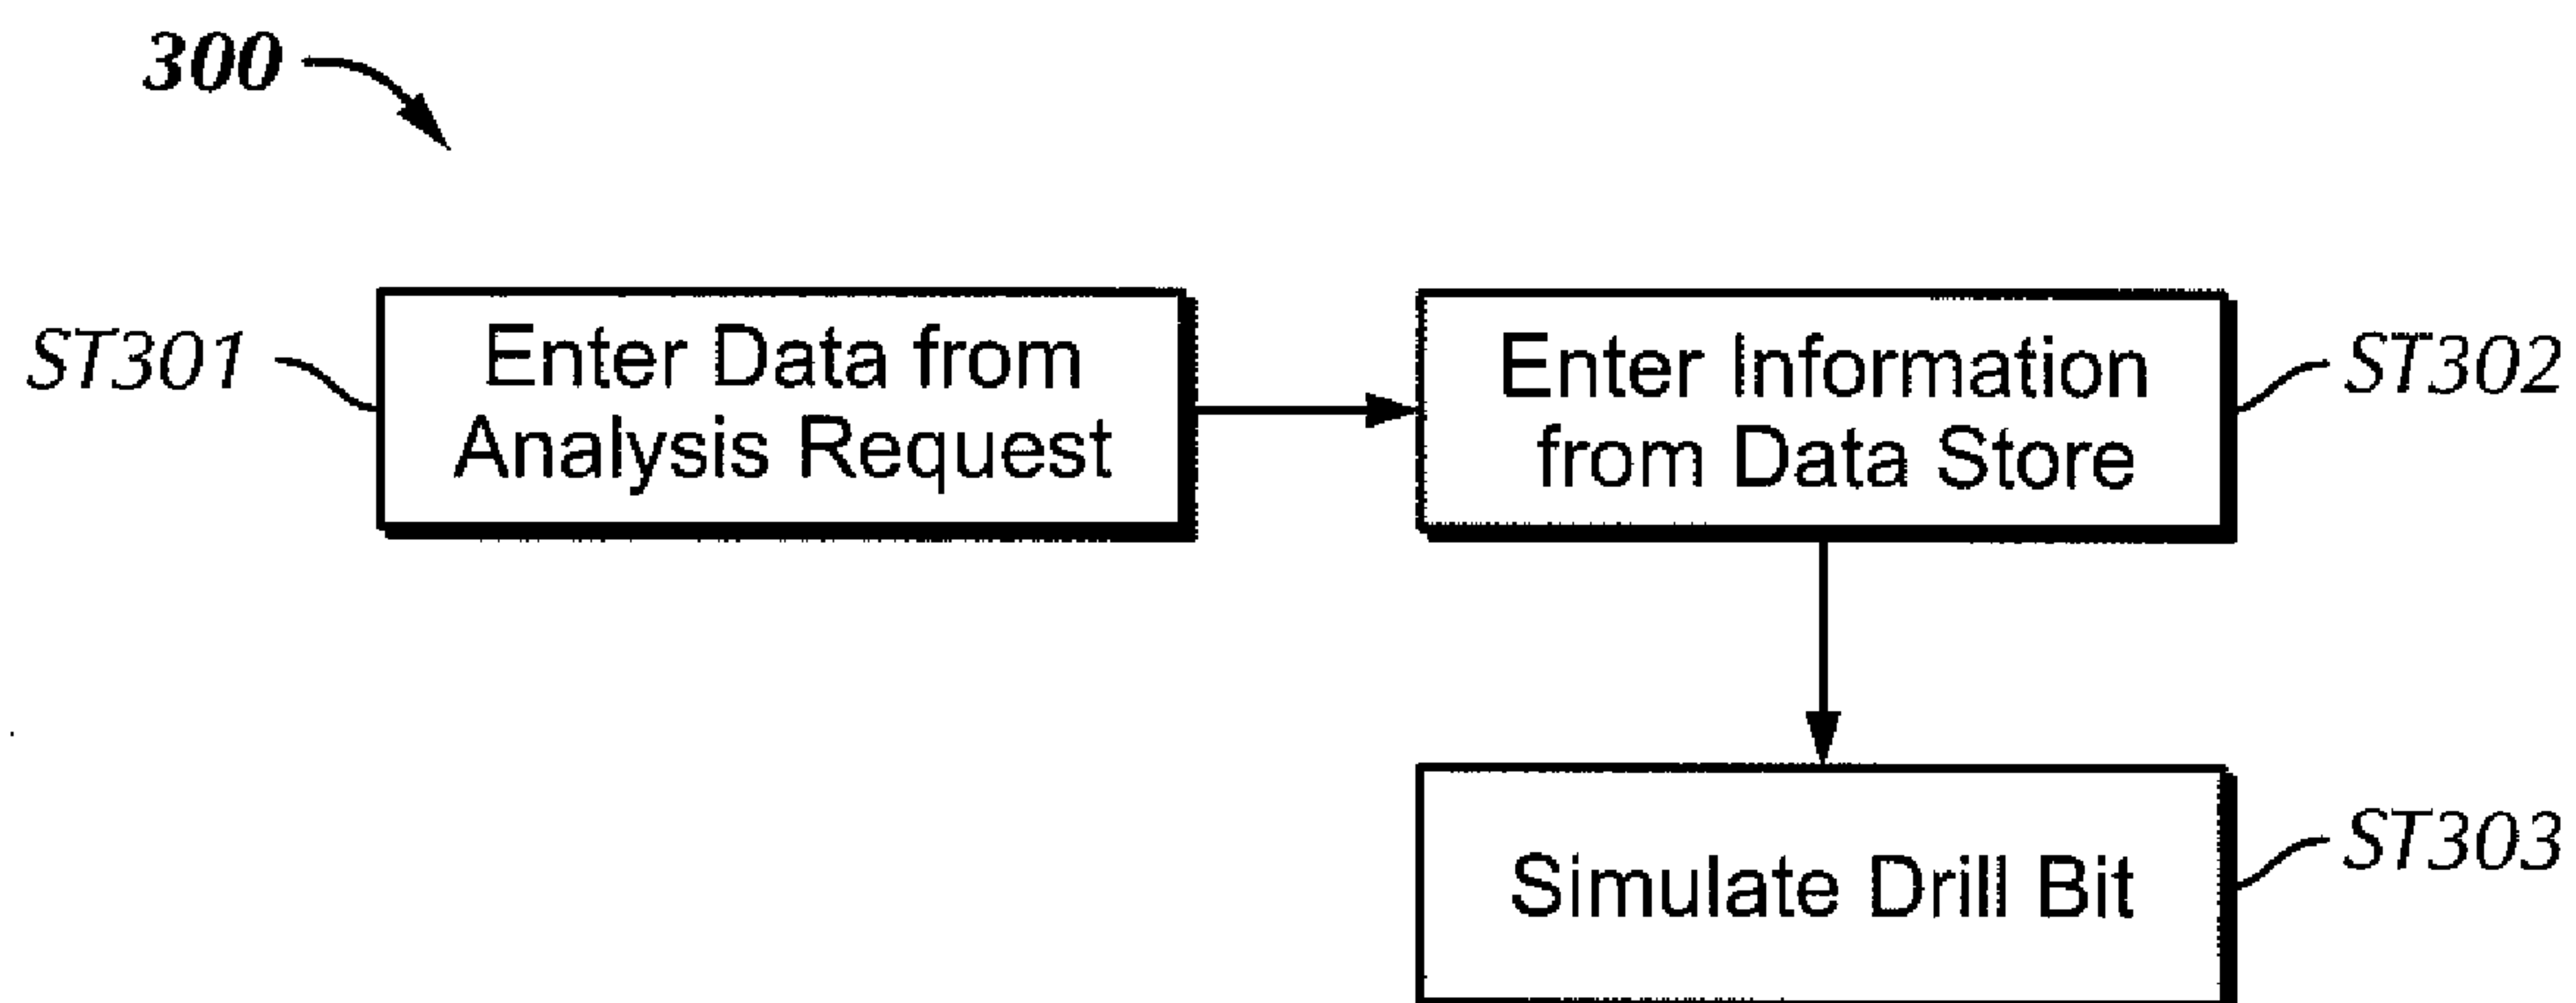 300
ST301
Enter Data from
Analysis Request
Enter Information
from Data Store
ST302
Simulate Drill Bit
ST303